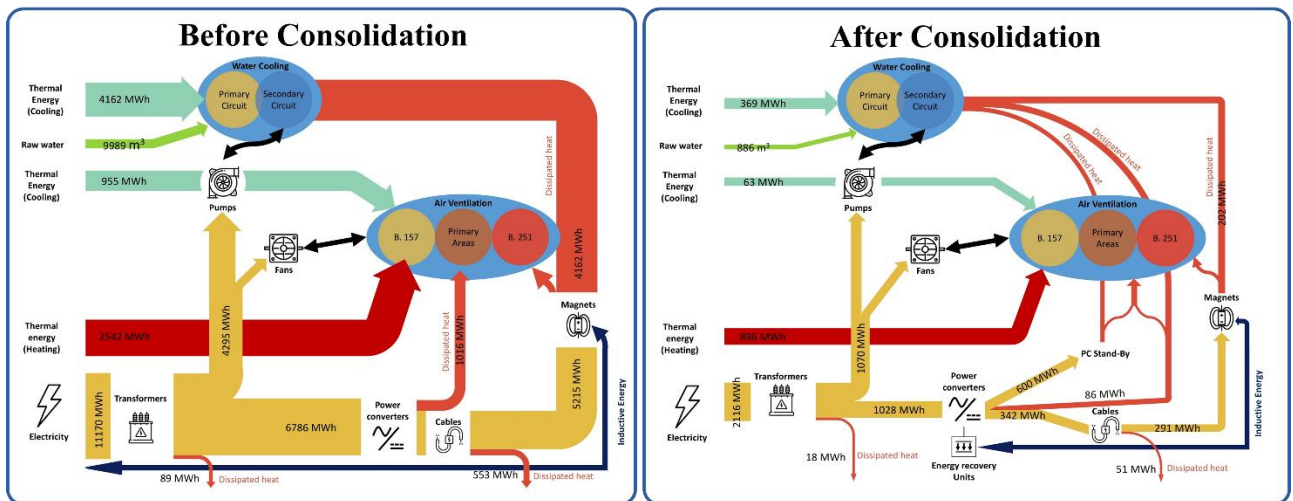 Before Consolidation
Water Cooling
Thermal
Energy
(Cooling)
4162 MWh
Primary
Circuit
Secondary
Circuit
Raw water
9989 m³
Thermal
Energy
(Cooling)
955 MWh
Pumps
Dissipated heat
Air Ventilation
B. 157
Primary
Areas
B. 251
Fans
4162 MWh
Magnets
Thermal
energy
(Heating)
2542 MWh
4295 MWh
Dissipated heat
1016 MWh
5215 MWh
Inductive Energy
Electricity
11170 MWh
Transformers
6786 MWh
Power
converters
Cables
89 MWh
Dissipated heat
553 MWh
Dissipated heat
After Consolidation
Water Cooling
Thermal
Energy
(Cooling)
369 MWh
Primary
Circuit
Secondary
Circuit
Raw water
886 m³
Thermal
Energy
(Cooling)
63 MWh
Pumps
Dissipated heat
Dissipated heat
Dissipated heat
202 MWh
Air Ventilation
B. 157
Primary
Areas
B. 251
Fans
Magnets
Thermal
energy
(Heating)
896 MWh
1070 MWh
PC Stand-By
600 MWh
Inductive Energy
Electricity
2116 MWh
Transformers
1028 MWh
Power
converters
86 MWh
342 MWh
Cables
291 MWh
18 MWh
Dissipated heat
Energy recovery
Units
51 MWh
Dissipated heat